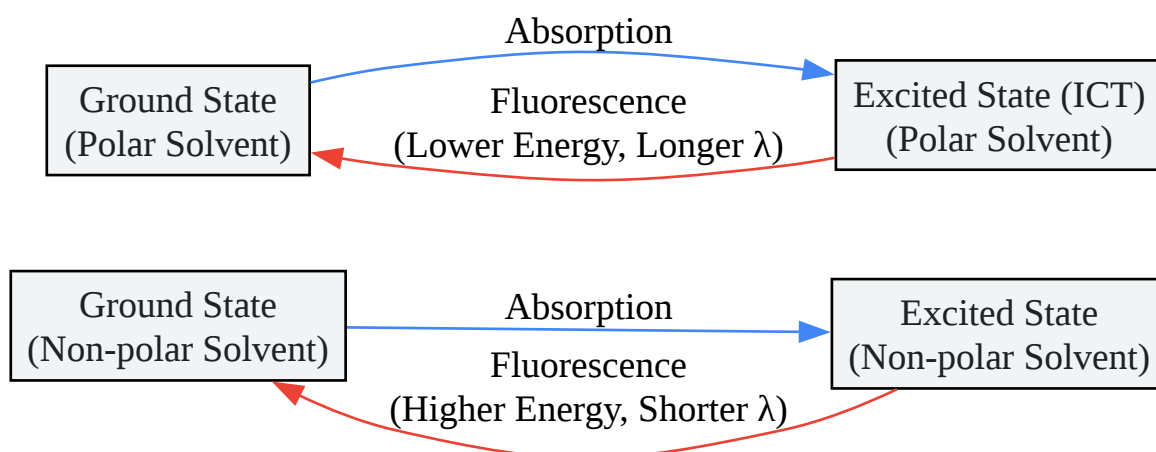 Absorption
Ground State
(Polar Solvent)
Fluorescence
(Lower Energy, Longer λ)
Excited State (ICT)
(Polar Solvent)
Ground State
(Non-polar Solvent)
Absorption
Fluorescence
(Higher Energy, Shorter λ)
Excited State
(Non-polar Solvent)